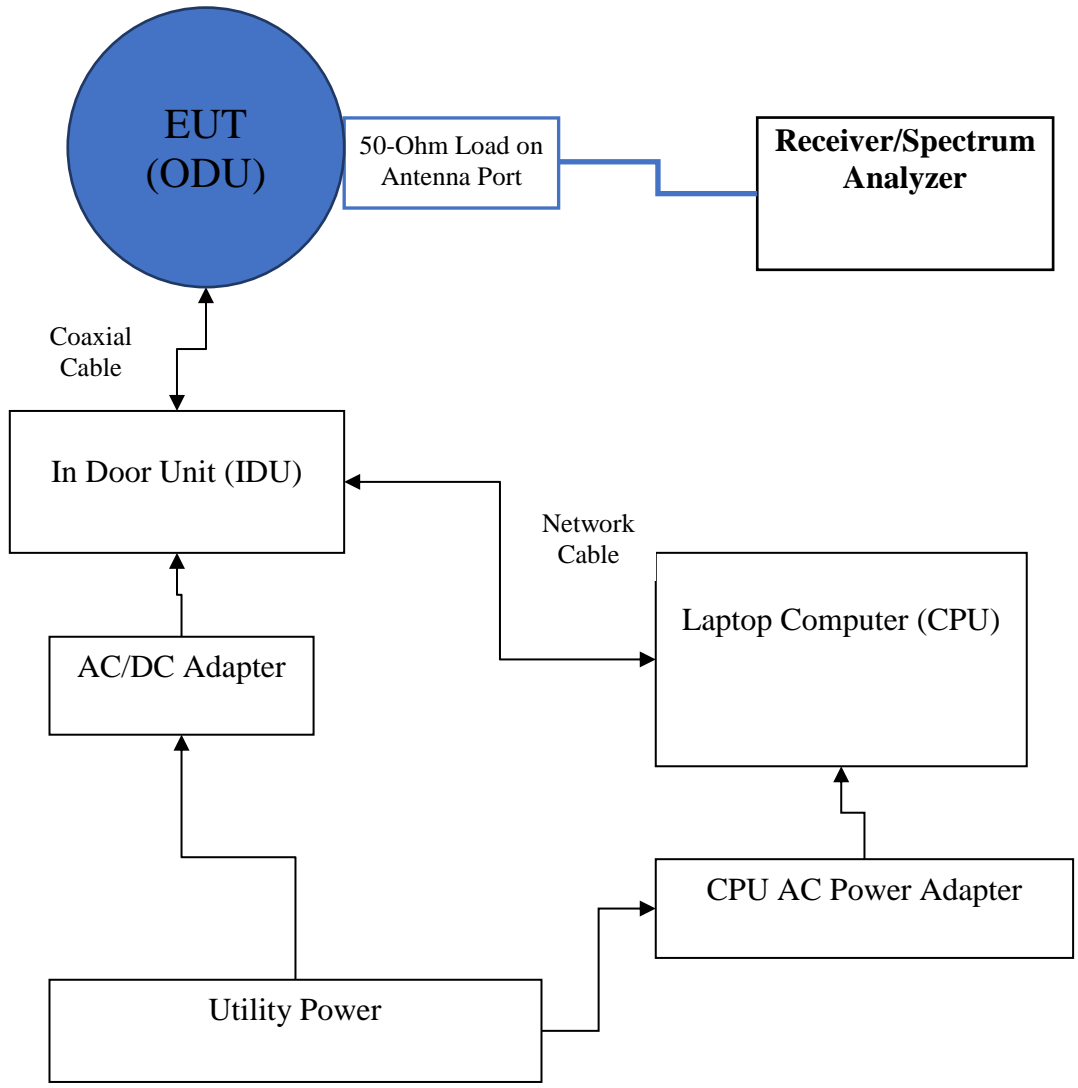 EUT
(ODU)
50-Ohm Load on
Antenna Port
Receiver/Spectrum
Analyzer
Coaxial
Cable
In Door Unit (IDU)
Network
Cable
Laptop Computer (CPU)
AC/DC Adapter
CPU AC Power Adapter
Utility Power